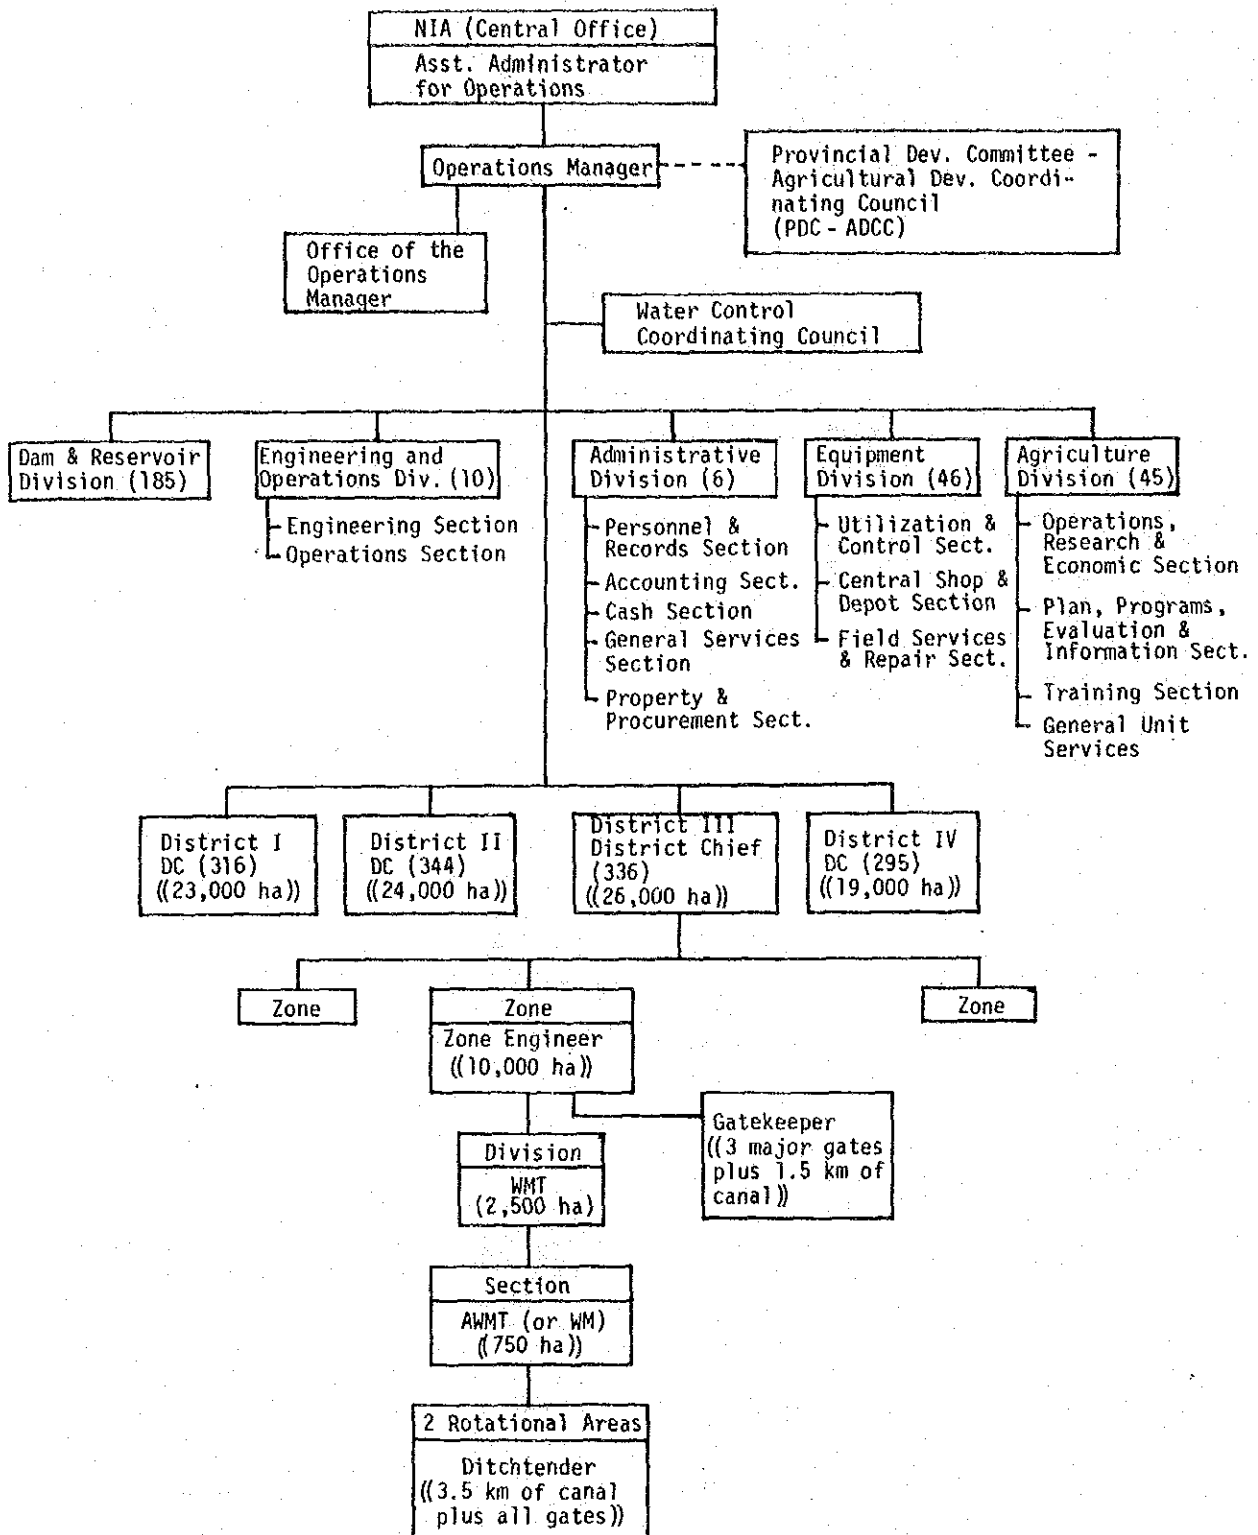 NIA (Central Office)
Asst. Administrator
for Operations
Operations Manager
Provincial Dev. Committee -
Agricultural Dev. Coordi-
nating Council
(PDC - ADCC)
Office of the
Operations
Manager
Water Control
Coordinating Council
Dam & Reservoir
Division (185)
Engineering and
Operations Div. (10)
Engineering Section
Operations Section
Administrative
Division (6)
Personnel &
Records Section
Accounting Sect.
Cash Section
General Services
Section
Property &
Procurement Sect.
Equipment
Division (46)
Utilization &
Control Sect.
Central Shop &
Depot Section
Field Services
& Repair Sect.
Agriculture
Division (45)
Operations,
Research &
Economic Section
Plan, Programs,
Evaluation &
Information Sect.
Training Section
General Unit
Services
District I
DC (316)
((23,000 ha))
District II
DC (344)
((24,000 ha))
District III
District Chief
(336)
((26,000 ha))
District IV
DC (295)
((19,000 ha))
Zone
Zone
Zone Engineer
((10,000 ha))
Zone
Gatekeeper
((3 major gates
plus 1.5 km of
canal))
Division
WMT
(2,500 ha)
Section
AWMT (or WM)
((750 ha))
2 Rotational Areas
Ditchtender
((3.5 km of canal
plus all gates))